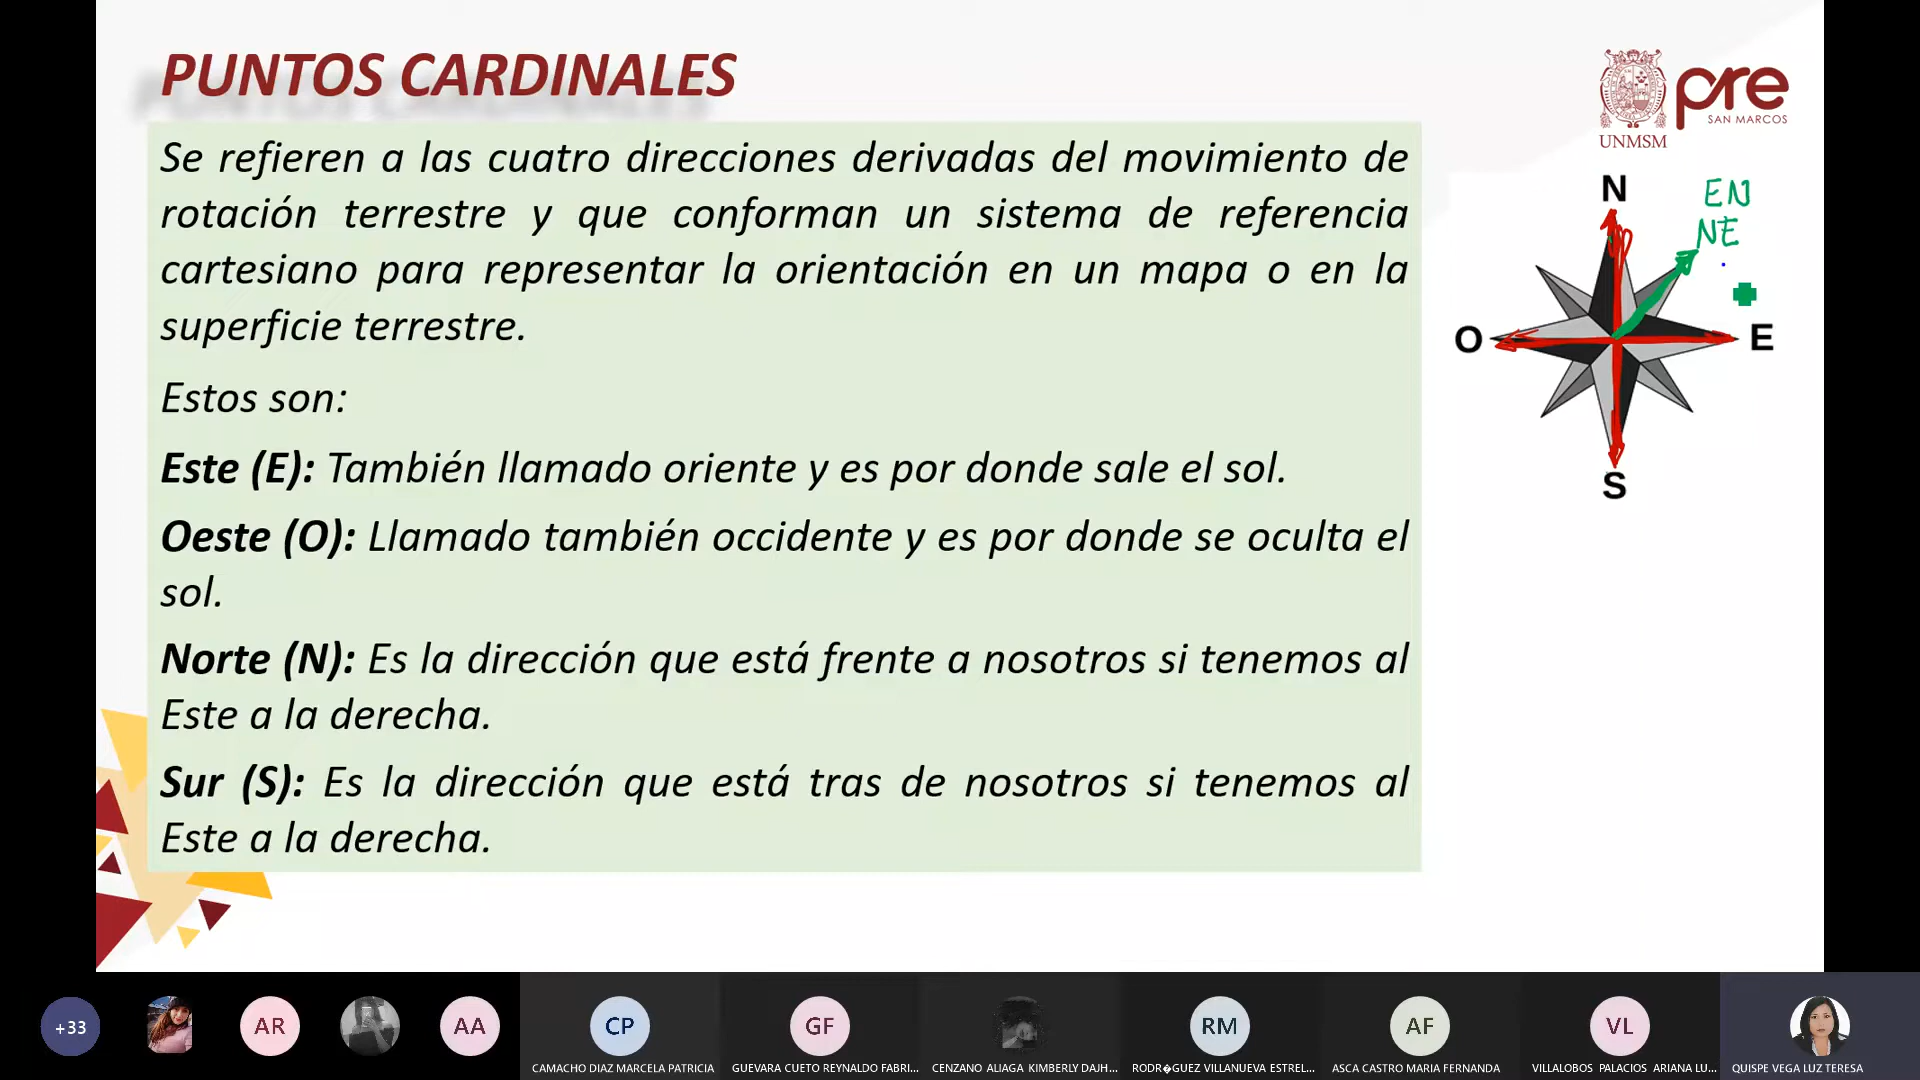 PUNTOS CARDINALES
Se refieren a las cuatro direcciones derivadas del movimiento de
rotación terrestre y que conforman un sistema de referencia
cartesiano para representar la orientación en un mapa o en la
superficie terrestre.
Estos son:
Este (E): También llamado oriente y es por donde sale el sol.
Oeste (O): Llamado también occidente y es por donde se oculta el
sol.
Norte (N): Es la dirección que está frente a nosotros si tenemos al
Este a la derecha.
Sur (S): Es la dirección que está tras de nosotros si tenemos al
Este a la derecha.
UNMSM
pre
SAN MARCOS
N
EN
NE
O
E
S
+33
AR
AA
CP
GF
RM
AF
VL
CAMACHO DIAZ MARCELA PATRICIA
GUEVARA CUETO REYNALDO FABRI...
CENZANO ALIAGA KIMBERLY DAJH...
RODR�GUEZ VILLANUEVA ESTREL...
ASCA CASTRO MARIA FERNANDA
VILLALOBOS PALACIOS ARIANA LU...
QUISPE VEGA LUZ TERESA